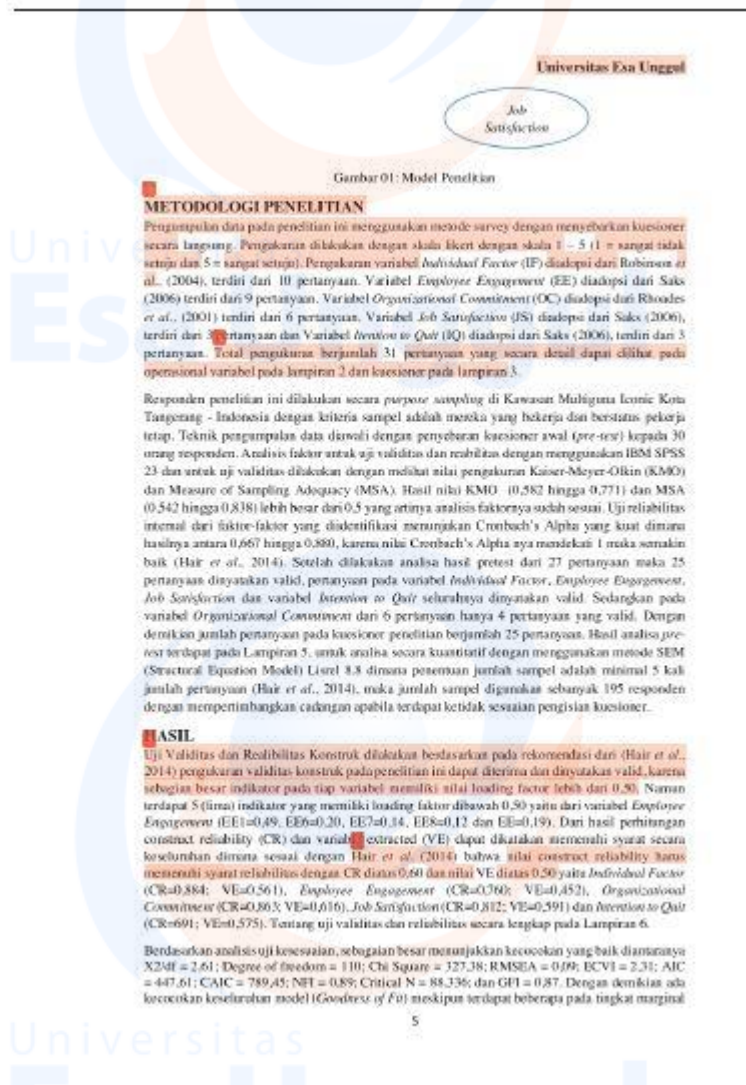 Universitas Esa Unggul
Job
Satisfaction
Gambar 01: Model Penelitian
METODOLOGI PENELITIAN
Pengumpulan data pada penelitian ini menggunakan metode survey dengan menyebarkan kuesioner
secara langsung. Pengukuran dilakukan dengan skala likert dengan skala 1 – 5 (1 = sangat tidak
setuju dan 5 = sangat setuju). Pengukuran variabel Individual Factor (IF) diadopsi dari Robinson et
al., (2004), terdiri dari 10 pertanyaan. Variabel Employee Engagement (EE) diadopsi dari Saks
(2006) terdiri dari 9 pertanyaan. Variabel Organizational Commitment (OC) diadopsi dari Rhoades
et al., (2001) terdiri dari 6 pertanyaan. Variabel Job Satisfaction (JS) diadopsi dari Saks (2006),
terdiri dari 3 pertanyaan dan Variabel Itention to Quit (IQ) diadopsi dari Saks (2006), terdiri dari 3
pertanyaan. Total pengukuran berjumlah 31 pertanyaan yang secara detail dapat dilihat pada
operasional variabel pada lampiran 2 dan kuesioner pada lampiran 3.
Responden penelitian ini dilakukan secara purpose sampling di Kawasan Multiguna Iconic Kota
Tangerang - Indonesia dengan kriteria sampel adalah mereka yang bekerja dan berstatus pekerja
tetap. Teknik pengumpulan data diawali dengan penyebaran kuesioner awal (pre-test) kepada 30
orang responden. Analisis faktor untuk uji validitas dan reabilitas dengan menggunakan IBM SPSS
23 dan untuk uji validitas dilakukan dengan melihat nilai pengukuran Kaiser-Meyer-Olkin (KMO)
dan Measure of Sampling Adequacy (MSA). Hasil nilai KMO (0,582 hingga 0,771) dan MSA
(0,542 hingga 0,838) lebih besar dari 0,5 yang artinya analisis faktornya sudah sesuai. Uji reliabilitas
internal dari faktor-faktor yang diidentifikasi menunjukan Cronbach's Alpha yang kuat dimana
hasilnya antara 0,667 hingga 0,880, karena nilai Cronbach's Alpha nya mendekati 1 maka semakin
baik (Hair et al., 2014). Setelah dilakukan analisa hasil pretest dari 27 pertanyaan maka 25
pertanyaan dinyatakan valid, pertanyaan pada variabel Individual Factor, Employee Engagement,
Job Satisfaction dan variabel Intention to Quit seluruhnya dinyatakan valid. Sedangkan pada
variabel Organizational Commitment dari 6 pertanyaan hanya 4 pertanyaan yang valid. Dengan
demikian jumlah pertanyaan pada kuesioner penelitian berjumlah 25 pertanyaan. Hasil analisa pre-
test terdapat pada Lampiran 5. untuk analisa secara kuantitatif dengan menggunakan metode SEM
(Structural Equation Model) Lisrel 8.8 dimana penentuan jumlah sampel adalah minimal 5 kali
jumlah pertanyaan (Hair et al., 2014), maka jumlah sampel digunakan sebanyak 195 responden
dengan mempertimbangkan cadangan apabila terdapat ketidak sesuaian pengisian kuesioner.
HASIL
Uji Validitas dan Realibilitas Konstruk dilakukan berdasarkan pada rekomendasi dari (Hair et al.,
2014) pengukuran validitas konstruk pada penelitian ini dapat diterima dan dinyatakan valid, karena
sebagian besar indikator pada tiap variabel memiliki nilai loading factor lebih dari 0,50. Namun
terdapat 5 (lima) indikator yang memiliki loading faktor dibawah 0,50 yaitu dari variabel Employee
Engagement (EE1=0,49, EE6=0,20, EE7=0,14, EE8=0,12 dan EE=0,19). Dari hasil perhitungan
construct reliability (CR) dan variabel extracted (VE) dapat dikatakan memenuhi syarat secara
keseluruhan dimana sesuai dengan Hair et al. (2014) bahwa nilai construct reliability harus
memenuhi syarat reliabilitas dengan CR diatas 0,60 dan nilai VE diatas 0,50 yaitu Individual Factor
(CR=0,884; VE=0,561), Employee Engagement (CR=0,760; VE=0,452), Organizational
Commitment (CR=0,863; VE=0,616), Job Satisfaction (CR=0,812; VE=0,591) dan Intention to Quit
(CR=691; VE=0,575). Tentang uji validitas dan reliabilitas secara lengkap pada Lampiran 6.
Berdasarkan analisis uji kesesuaian, sebagian besar menunjukkan kecocokan yang baik diantaranya
X2/df = 2,61; Degree of freedom = 110; Chi Square = 327,38; RMSEA = 0,09; ECVI = 2,31; AIC
= 447,61; CAIC = 789,45; NFI = 0,89; Critical N = 88,336; dan GFI = 0,87. Dengan demikian ada
kecocokan keseluruhan model (Goodness of Fit) meskipun terdapat beberapa pada tingkat marginal
5
Universitas